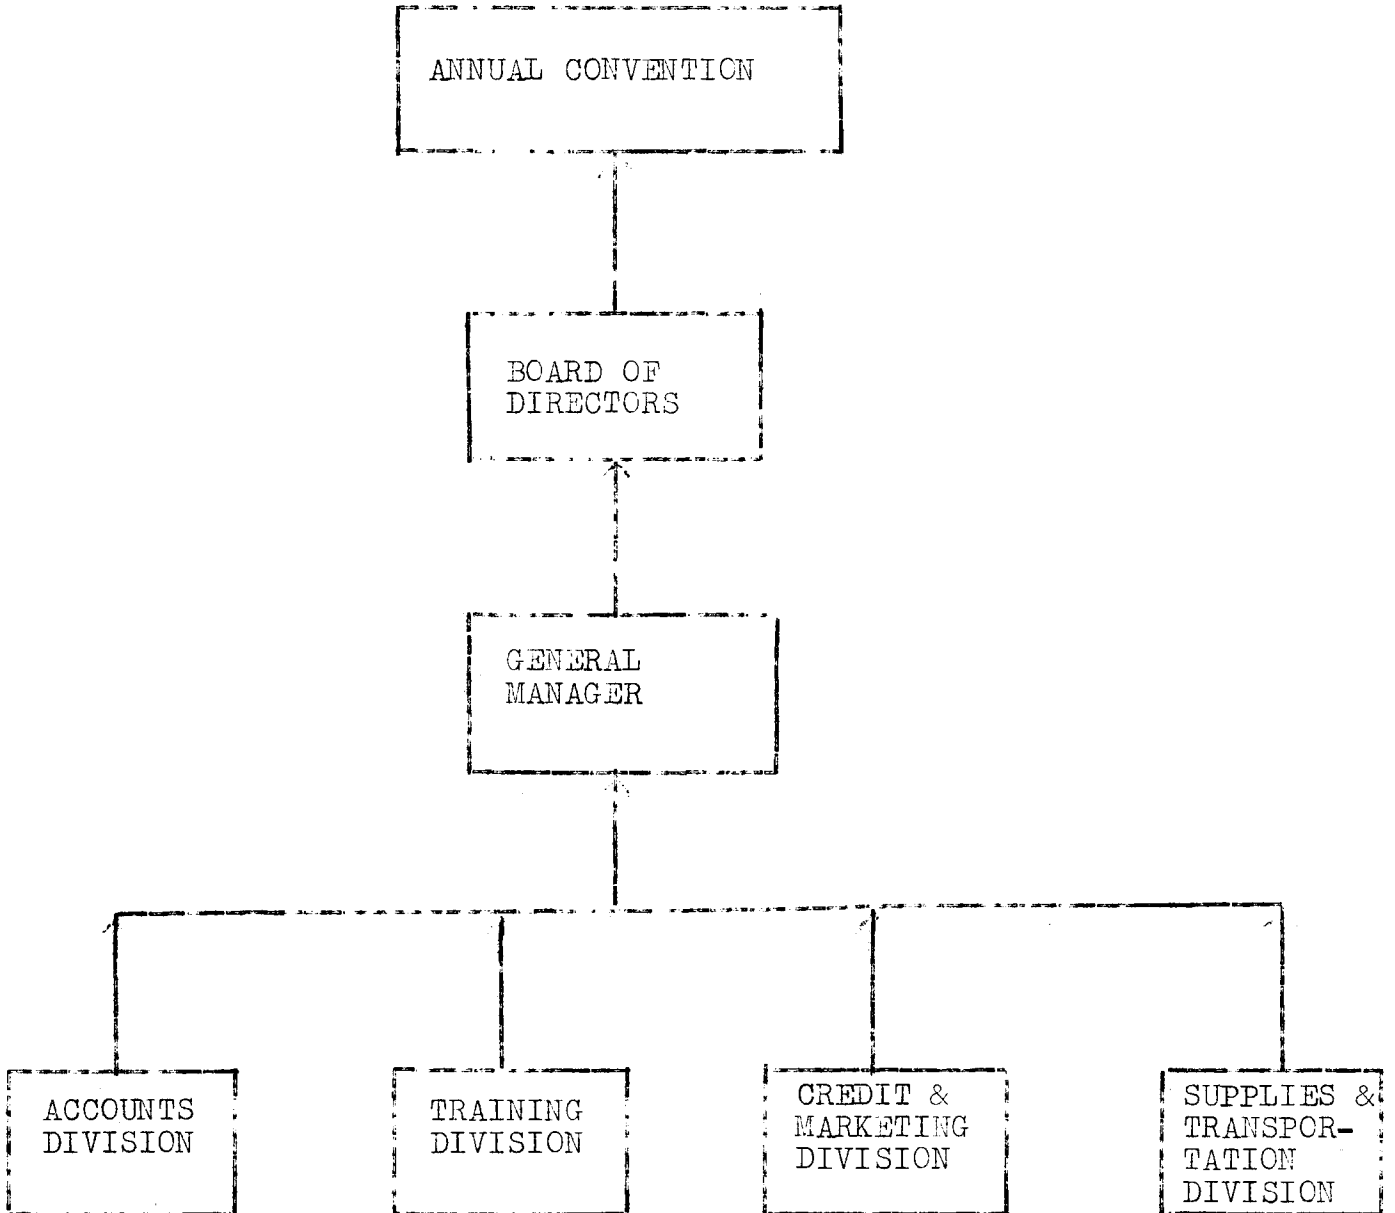 ANNUAL CONVENTION
BOARD OF
DIRECTORS
GENERAL
MANAGER
ACCOUNTS
DIVISION
TRAINING
DIVISION
CREDIT &
MARKETING
DIVISION
SUPPLIES &
TRANSPOR-
TATION
DIVISION